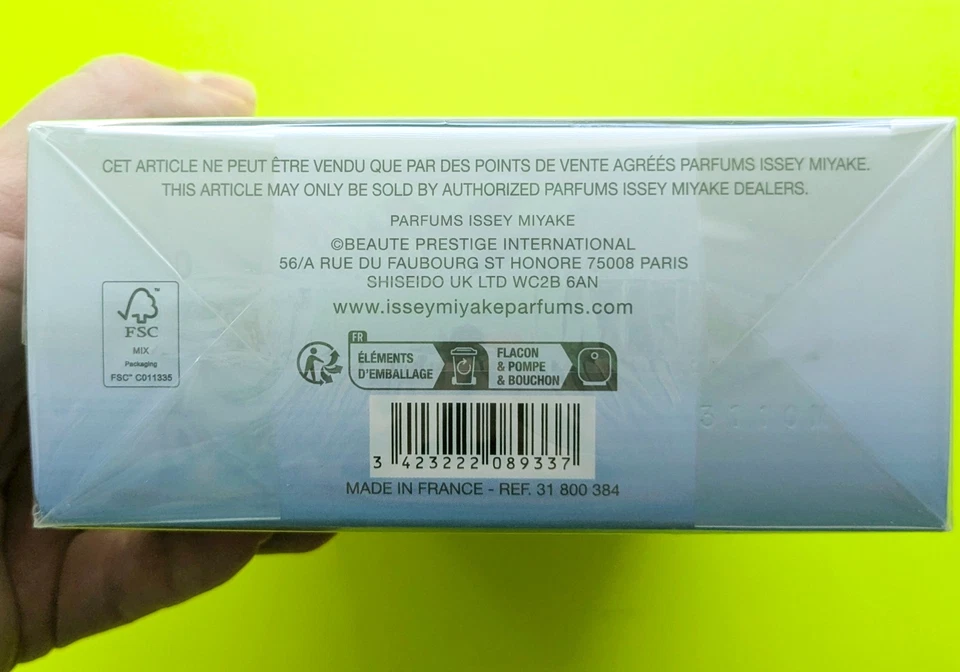 CET ARTICLE NE PEUT ÊTRE VENDU QUE PAR DES POINTS DE VENTE AGRÉÉS PARFUMS ISSEY MIYAKE.
THIS ARTICLE MAY ONLY BE SOLD BY AUTHORIZED PARFUMS ISSEY MIYAKE DEALERS.
PARFUMS ISSEY MIYAKE
©BEAUTE PRESTIGE INTERNATIONAL
56/A RUE DU FAUBOURG ST HONORE 75008 PARIS
SHISEIDO UK LTD WC2B 6AN
www.isseymiyakeparfums.com
FSC
MIX
Packaging
FSC™ C011335
FR
ÉLÉMENTS
D'EMBALLAGE
FLACON
& POMPE
& BOUCHON
3 423222 089337
MADE IN FRANCE - REF. 31 800 384